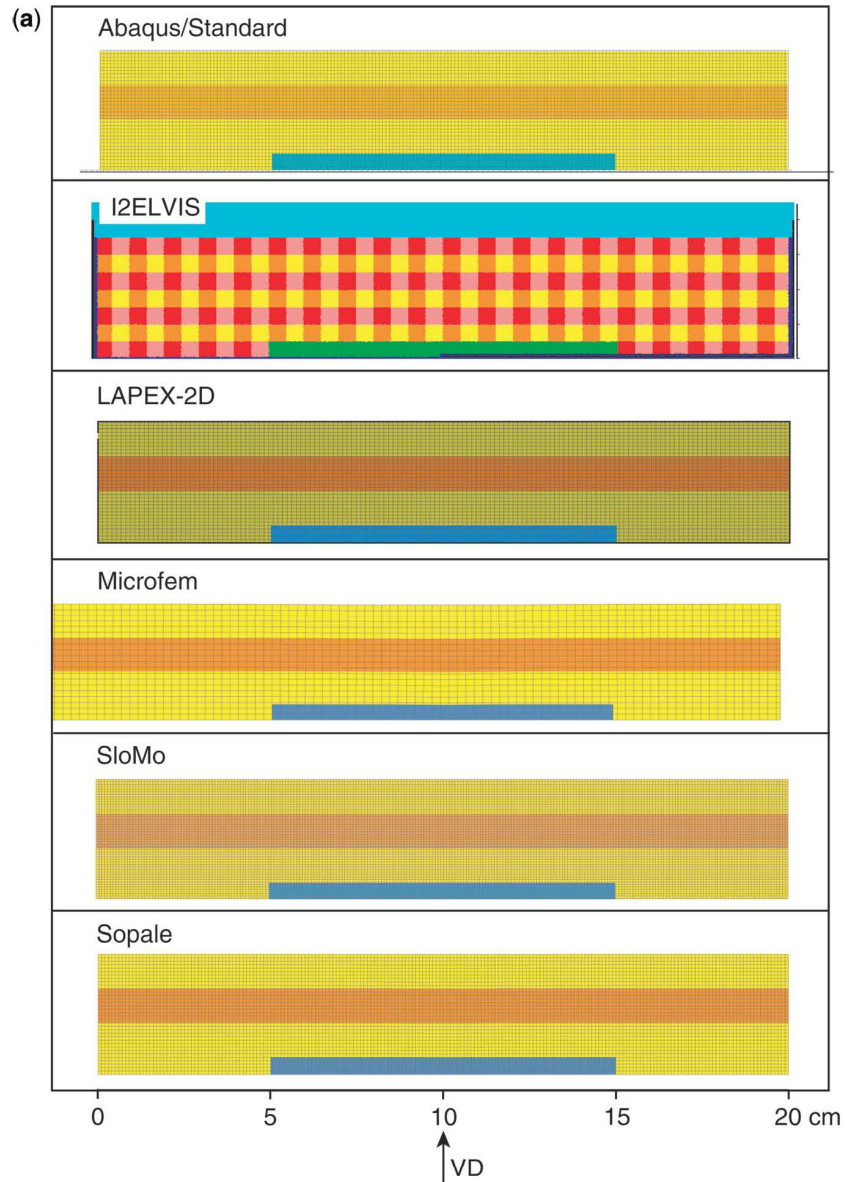 (a)
Abaqus/Standard
I2ELVIS
LAPEX-2D
Microfem
SloMo
Sopale
0 5 10 15 20 cm
VD